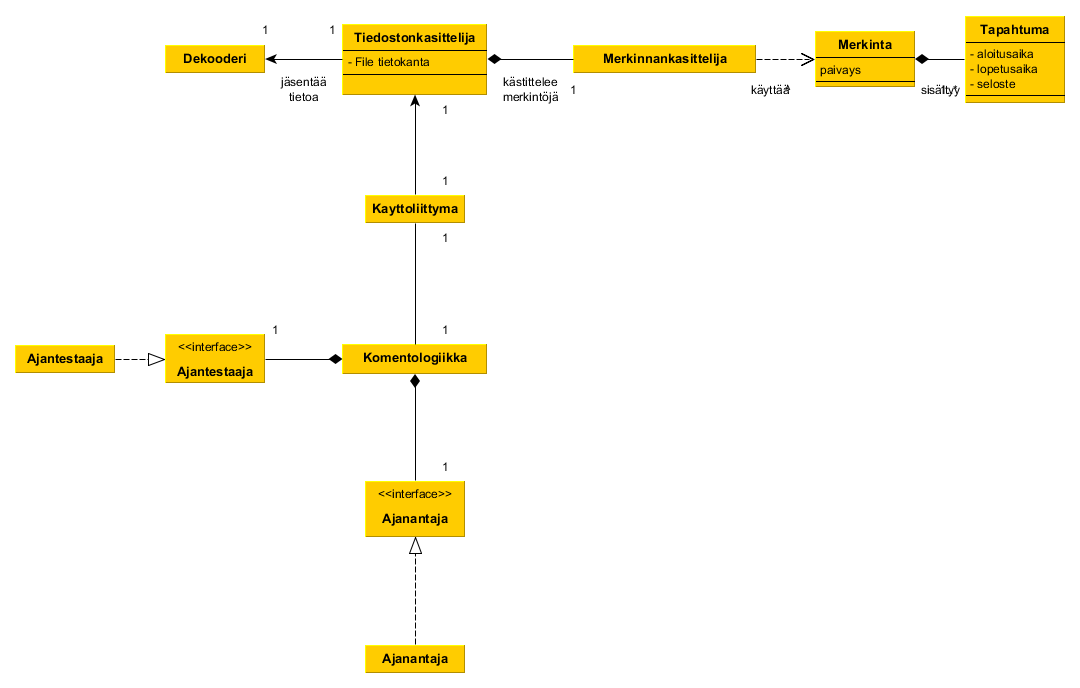 1
1
Dekooderi
jäsentää
tietoa
Tiedostonkasittelija
- File tietokanta
kästittelee
merkintöjä
1
Merkinnankasittelija
käyttää
Merkinta
paivays
sisältyy
Tapahtuma
- aloitusaika
- lopetusaika
- seloste
1
1
Kayttoliittyma
1
1
Komentologiikka
1
<<interface>>
Ajantestaaja
Ajantestaaja
1
<<interface>>
Ajanantaja
Ajanantaja